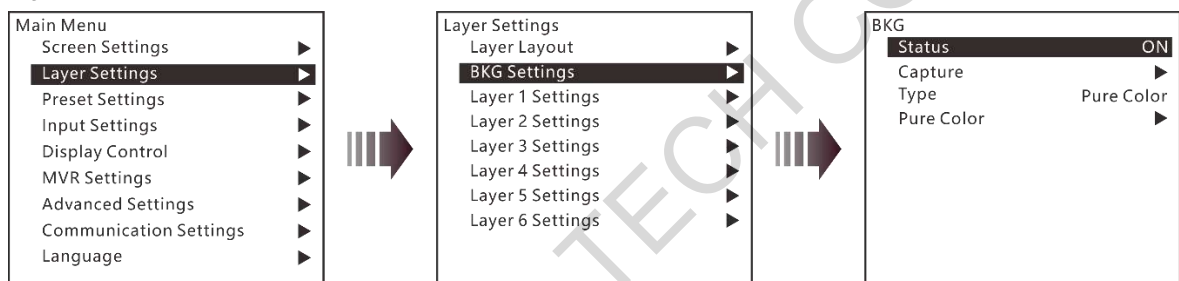 Main Menu
Screen Settings
Layer Settings
Preset Settings
Input Settings
Display Control
MVR Settings
Advanced Settings
Communication Settings
Language
Layer Settings
Layer Layout
BKG Settings
Layer 1 Settings
Layer 2 Settings
Layer 3 Settings
Layer 4 Settings
Layer 5 Settings
Layer 6 Settings
BKG
Status ON
Capture
Type Pure Color
Pure Color
TECH CO